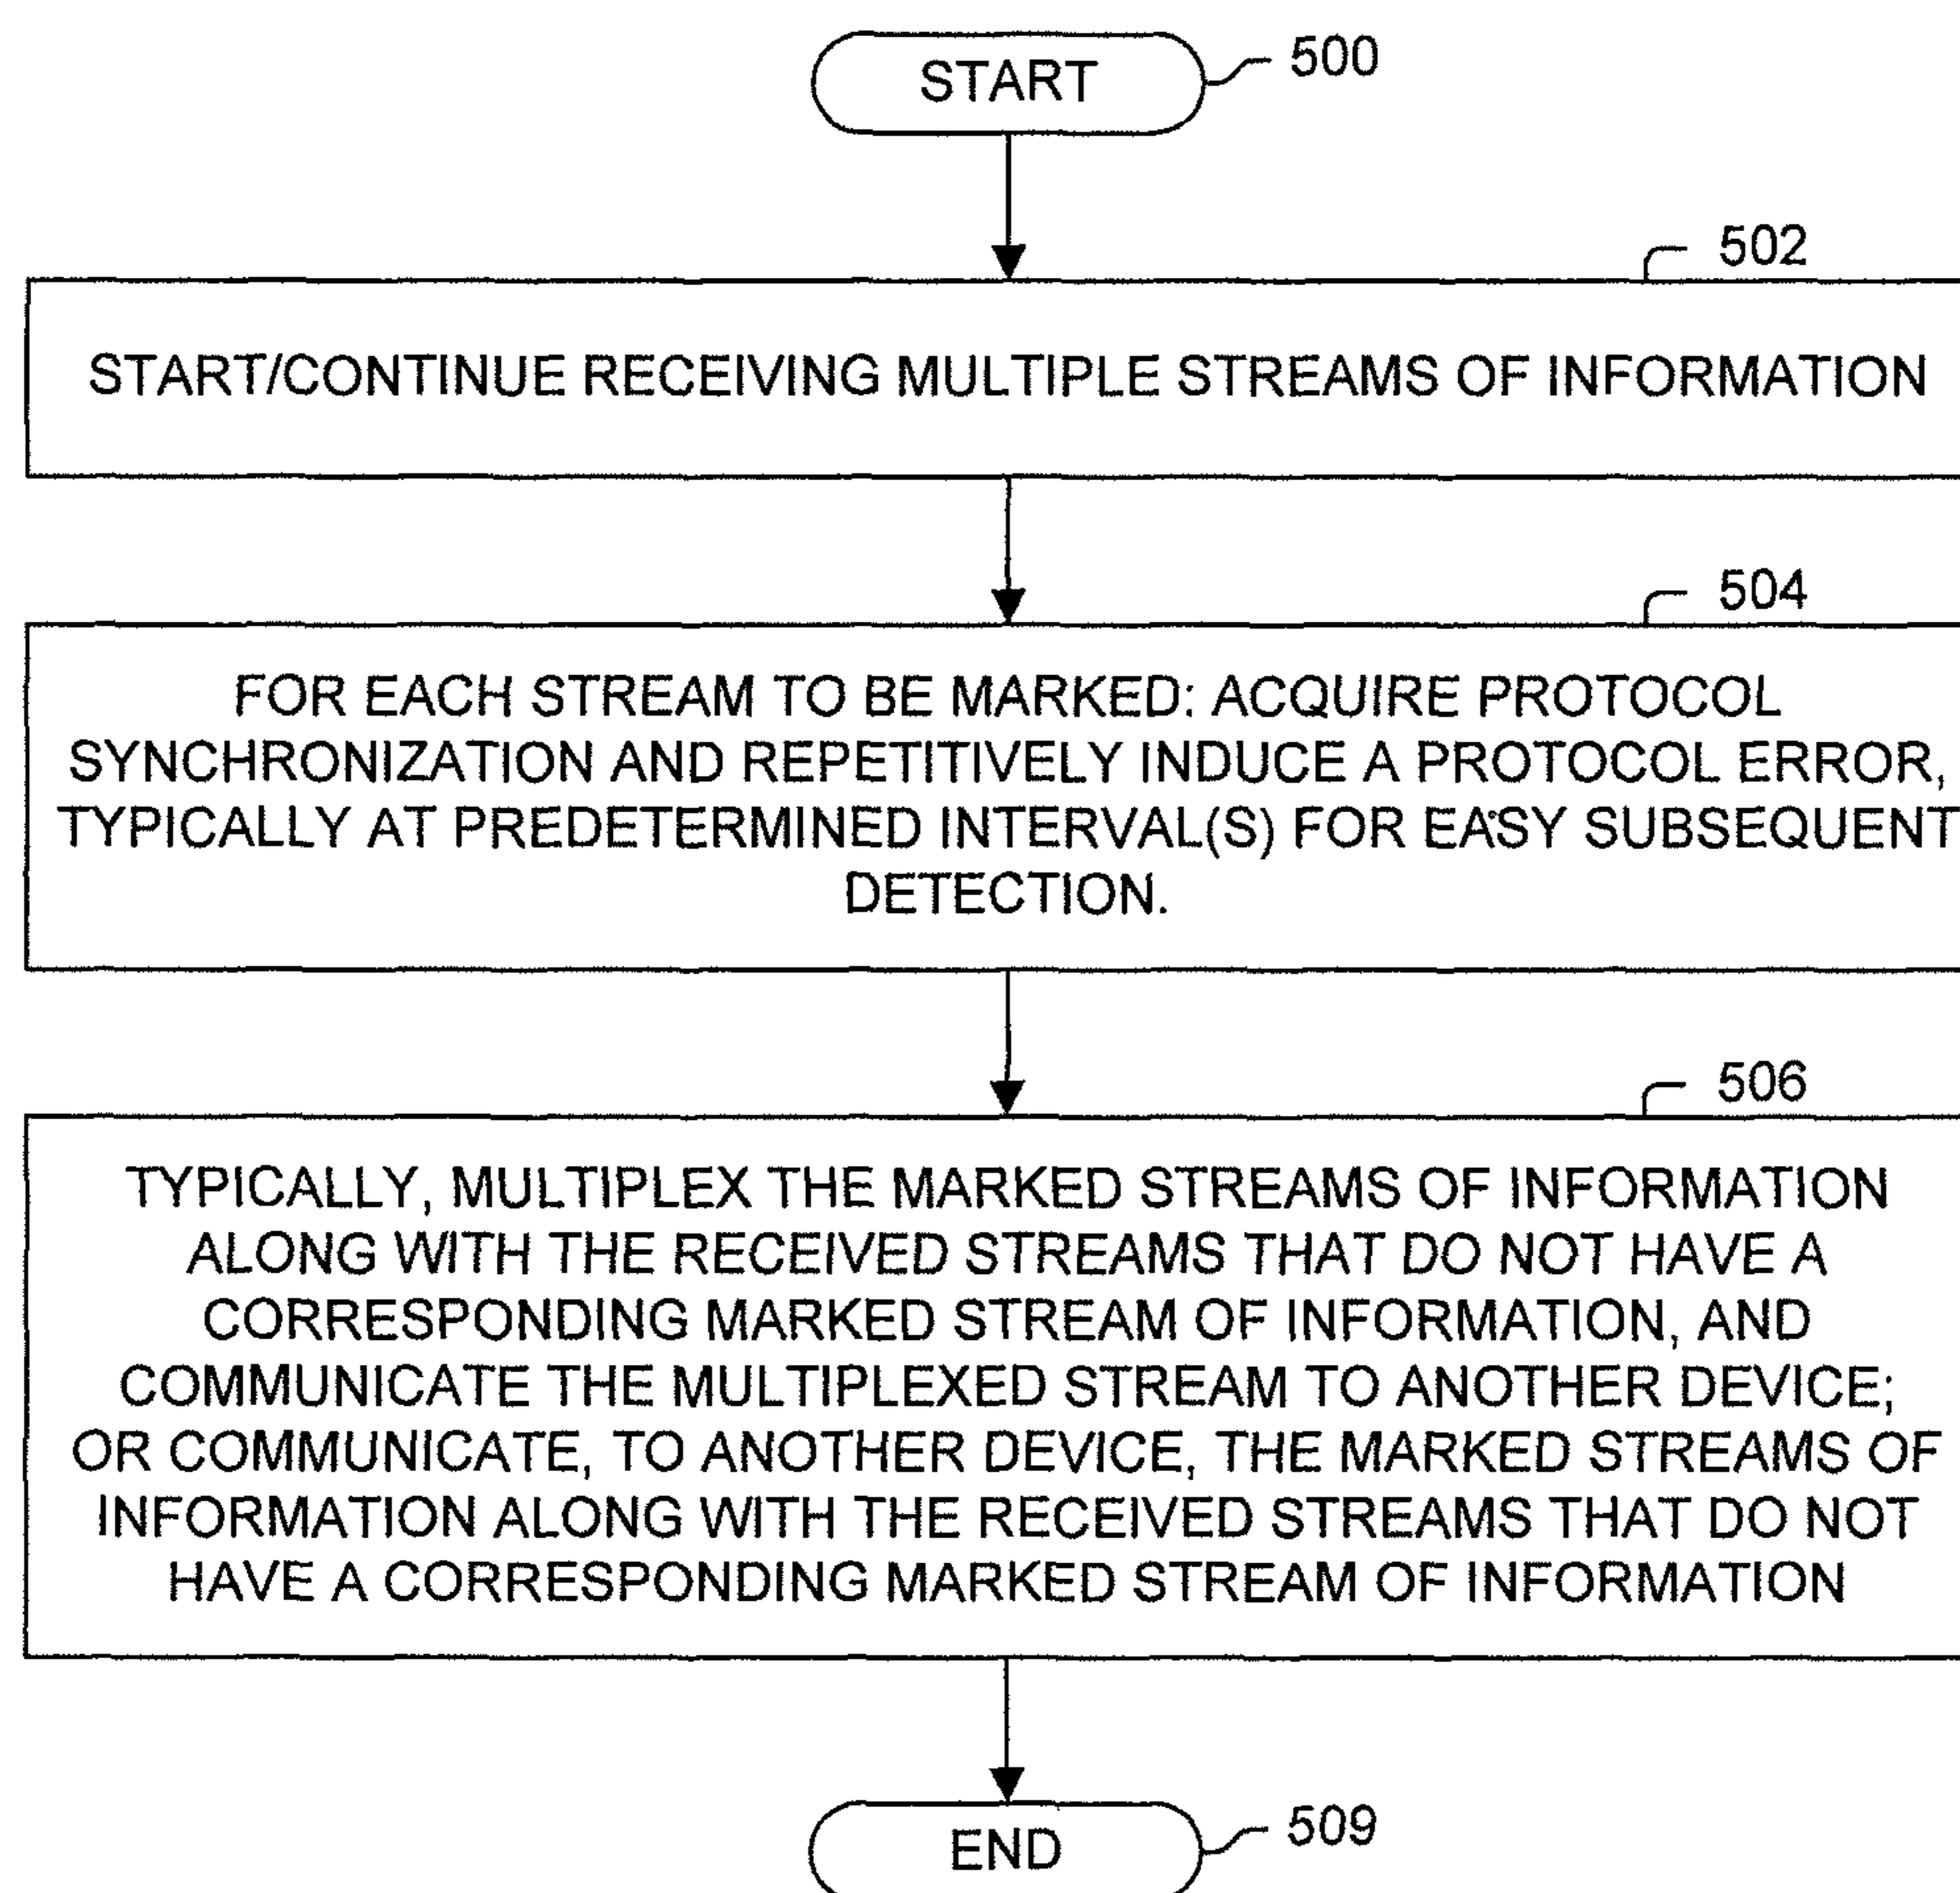 START
500
502
START/CONTINUE RECEIVING MULTIPLE STREAMS OF INFORMATION
504
FOR EACH STREAM TO BE MARKED: ACQUIRE PROTOCOL
SYNCHRONIZATION AND REPETITIVELY INDUCE A PROTOCOL ERROR,
TYPICALLY AT PREDETERMINED INTERVAL(S) FOR EASY SUBSEQUENT
DETECTION.
506
TYPICALLY, MULTIPLEX THE MARKED STREAMS OF INFORMATION
ALONG WITH THE RECEIVED STREAMS THAT DO NOT HAVE A
CORRESPONDING MARKED STREAM OF INFORMATION, AND
COMMUNICATE THE MULTIPLEXED STREAM TO ANOTHER DEVICE;
OR COMMUNICATE, TO ANOTHER DEVICE, THE MARKED STREAMS OF
INFORMATION ALONG WITH THE RECEIVED STREAMS THAT DO NOT
HAVE A CORRESPONDING MARKED STREAM OF INFORMATION
END
509